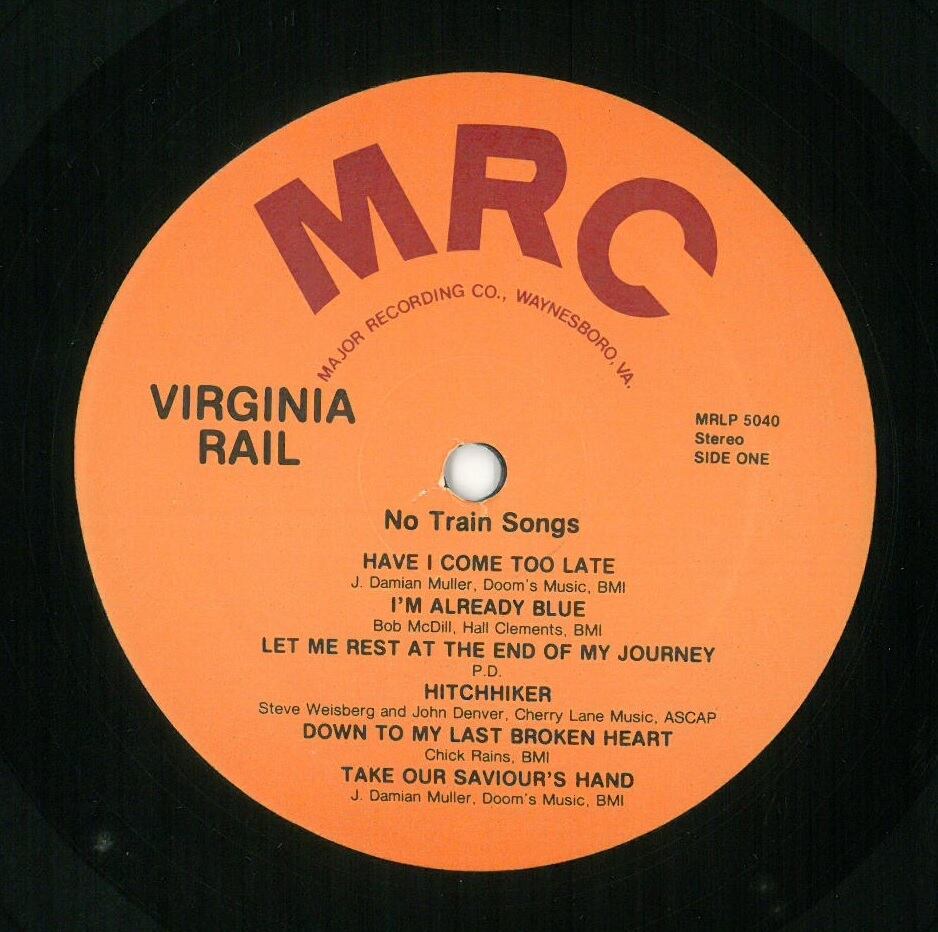 MRC
MAJOR RECORDING CO., WAYNESBORO, VA.
VIRGINIA
RAIL
MRLP 5040
Stereo
SIDE ONE
No Train Songs
HAVE I COME TOO LATE
J. Damian Muller, Doom's Music, BMI
I'M ALREADY BLUE
Bob McDill, Hall Clements, BMI
LET ME REST AT THE END OF MY JOURNEY
P.D.
HITCHHIKER
Steve Weisberg and John Denver, Cherry Lane Music, ASCAP
DOWN TO MY LAST BROKEN HEART
Chick Rains, BMI
TAKE OUR SAVIOUR'S HAND
J. Damian Muller, Doom's Music, BMI